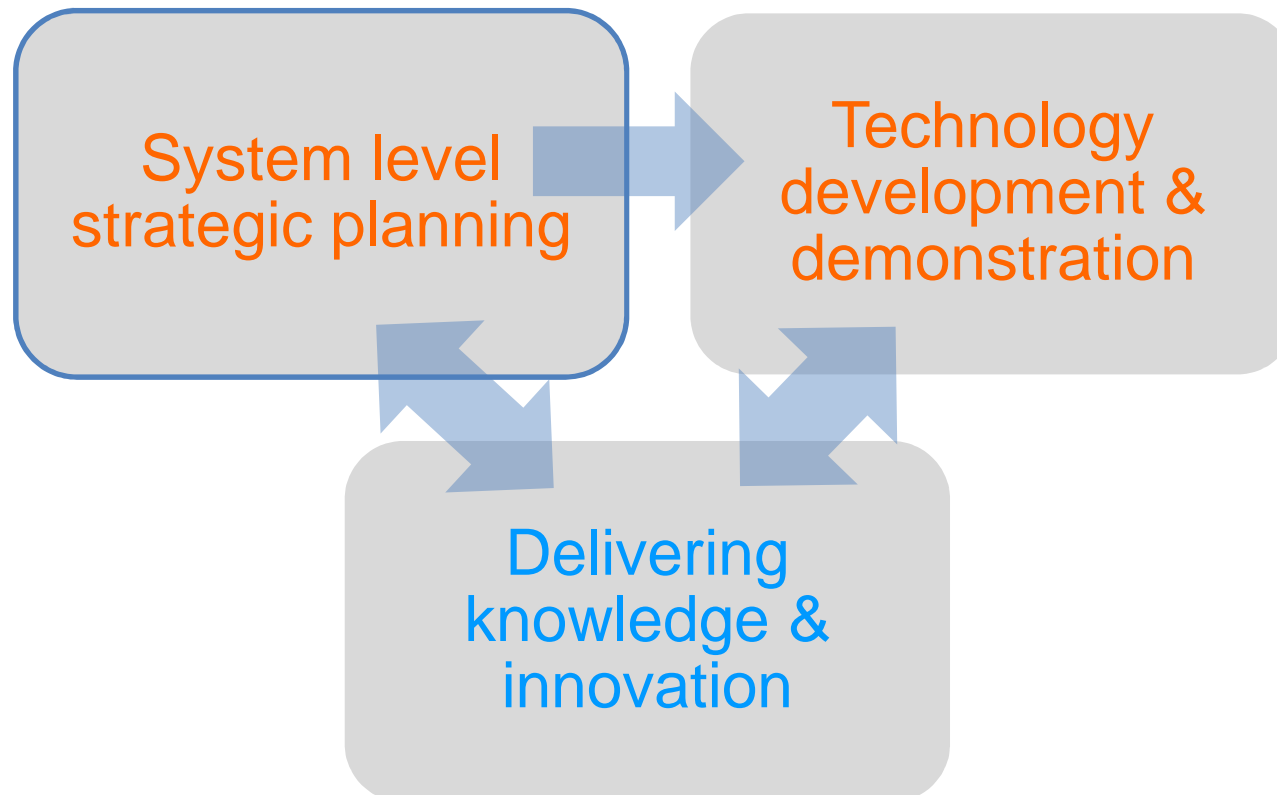 System level
strategic planning
Technology
development &
demonstration
Delivering
knowledge &
innovation